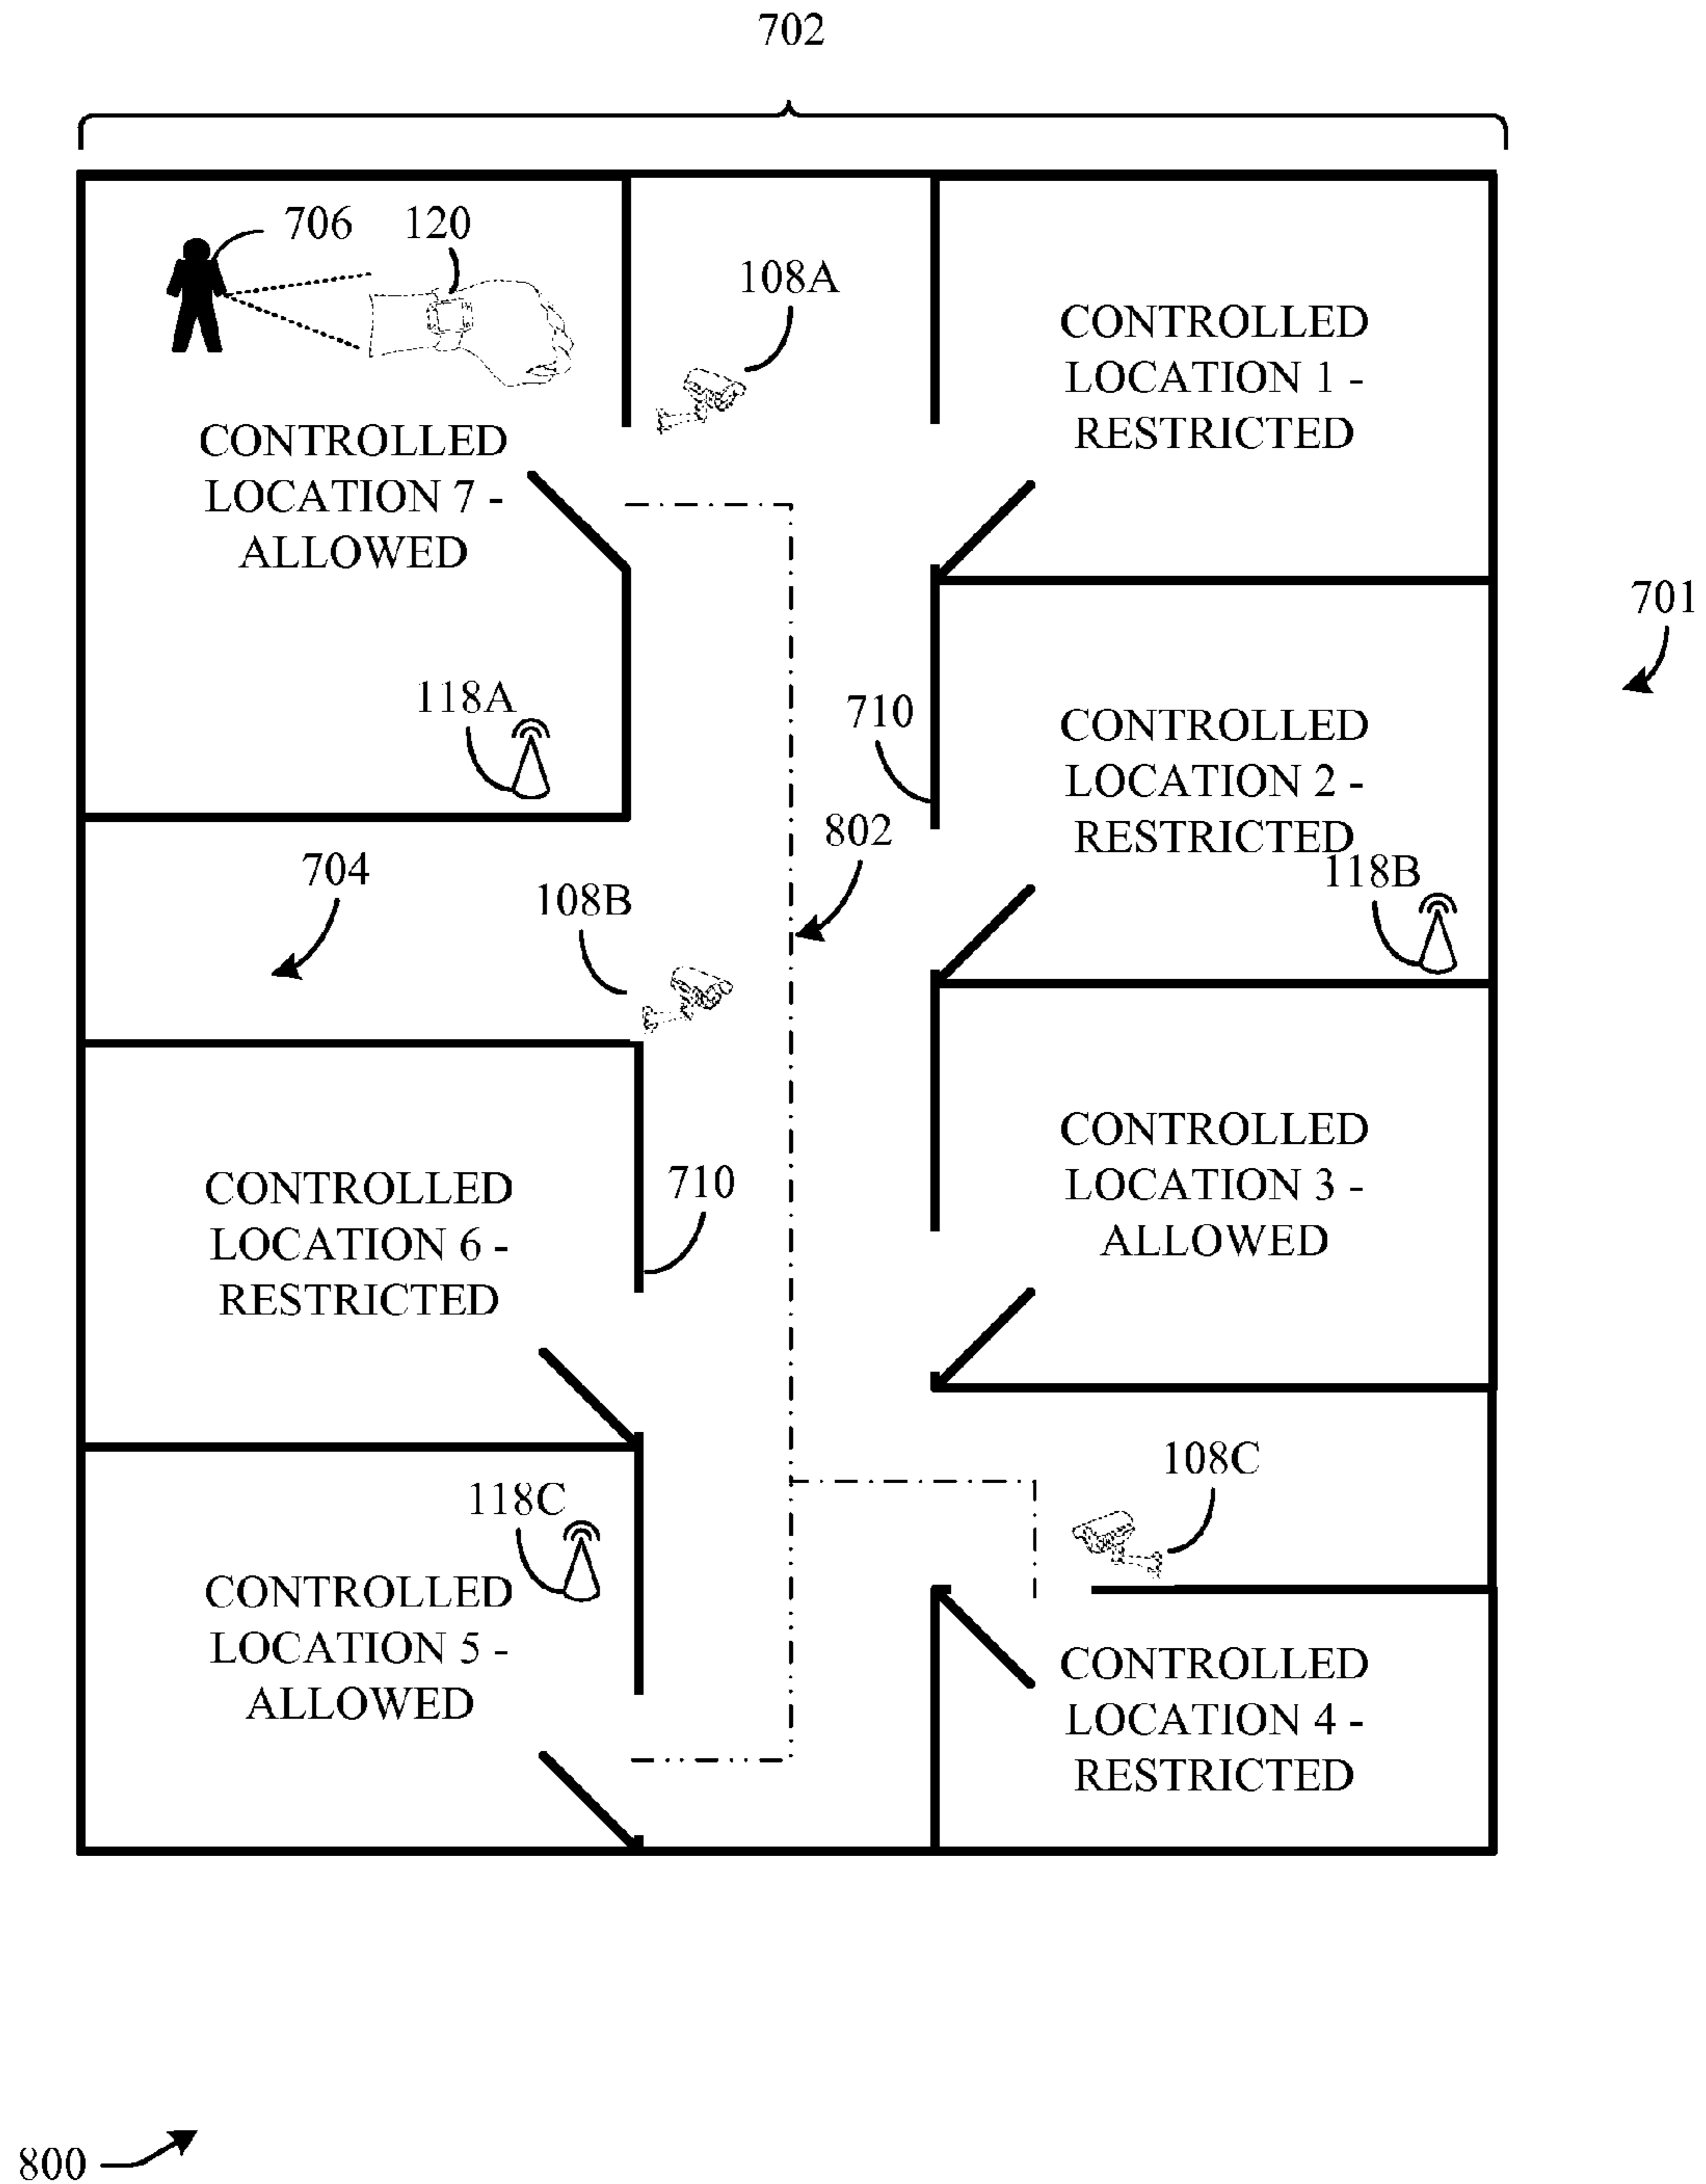 702
706
120
108A
CONTROLLED
LOCATION 1 -
RESTRICTED
CONTROLLED
LOCATION 7 -
ALLOWED
701
118A
710
CONTROLLED
LOCATION 2 -
RESTRICTED
802
704
108B
118B
CONTROLLED
LOCATION 3 -
ALLOWED
CONTROLLED
LOCATION 6 -
RESTRICTED
710
108C
118C
CONTROLLED
LOCATION 5 -
ALLOWED
CONTROLLED
LOCATION 4 -
RESTRICTED
800